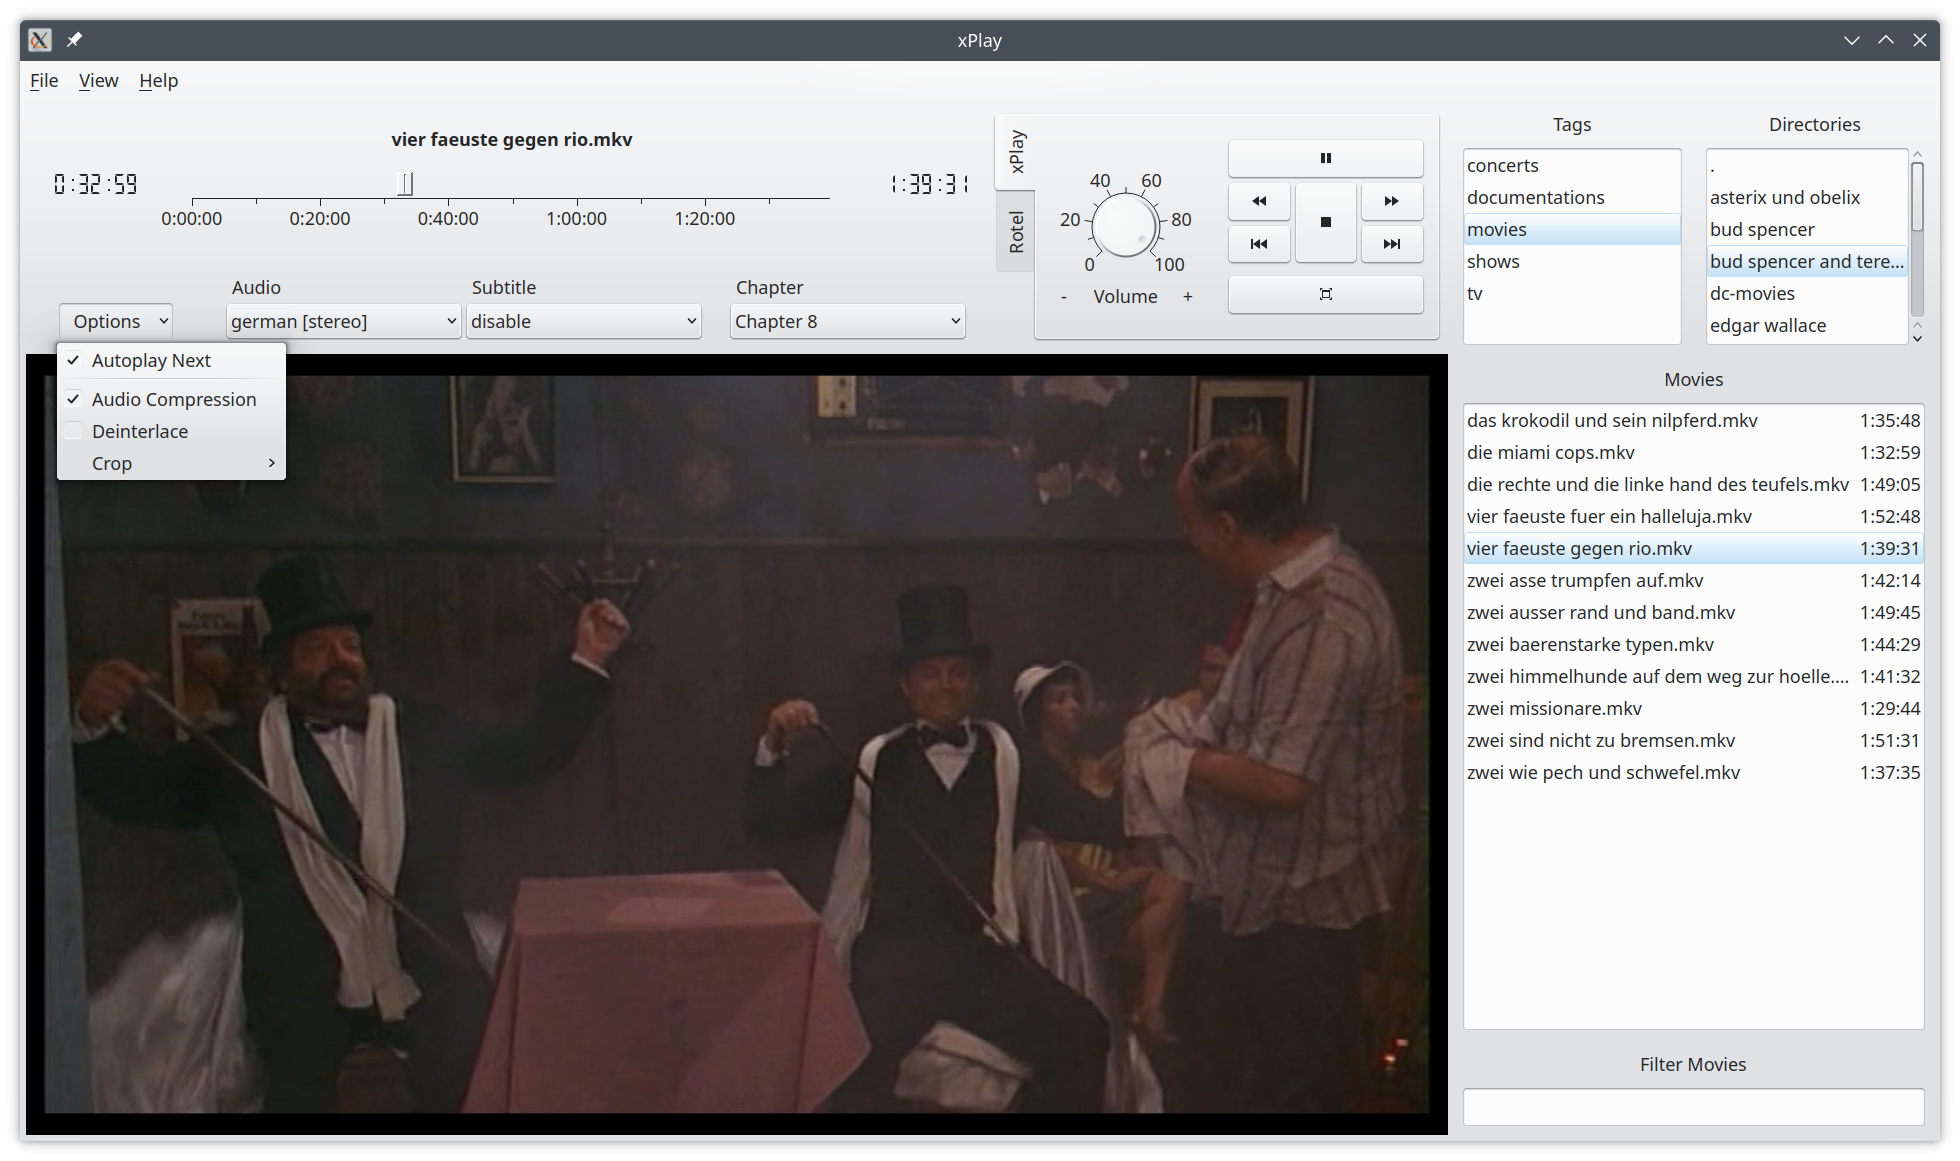 xPlay
File View Help
vier faeuste gegen rio.mkv
0:32:59
1:39:31
0:00:00 0:20:00 0:40:00 1:00:00 1:20:00
Audio Subtitle Chapter
Options german [stereo] disable Chapter 8
Autoplay Next
Audio Compression
Deinterlace
Crop
xPlay
Rotel
40 60
20 80
0 100
- Volume +
Tags
concerts
documentations
movies
shows
tv
Directories
.
asterix und obelix
bud spencer
bud spencer and tere...
dc-movies
edgar wallace
Movies
das krokodil und sein nilpferd.mkv 1:35:48
die miami cops.mkv 1:32:59
die rechte und die linke hand des teufels.mkv 1:49:05
vier faeuste fuer ein halleluja.mkv 1:52:48
vier faeuste gegen rio.mkv 1:39:31
zwei asse trumpfen auf.mkv 1:42:14
zwei ausser rand und band.mkv 1:49:45
zwei baerenstarke typen.mkv 1:44:29
zwei himmelhunde auf dem weg zur hoelle.... 1:41:32
zwei missionare.mkv 1:29:44
zwei sind nicht zu bremsen.mkv 1:51:31
zwei wie pech und schwefel.mkv 1:37:35
Filter Movies